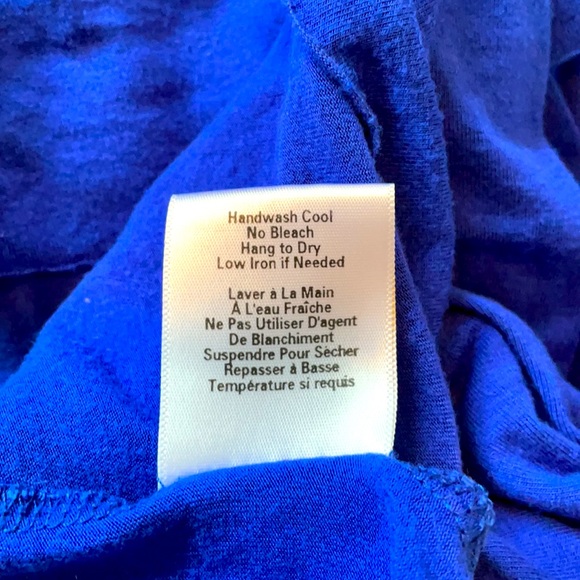 Handwash Cool
No Bleach
Hang to Dry
Low Iron if Needed
Laver à La Main
À L'eau Fraîche
Ne Pas Utiliser D'agent
De Blanchiment
Suspendre Pour Sècher
Repasser à Basse
Température si requis